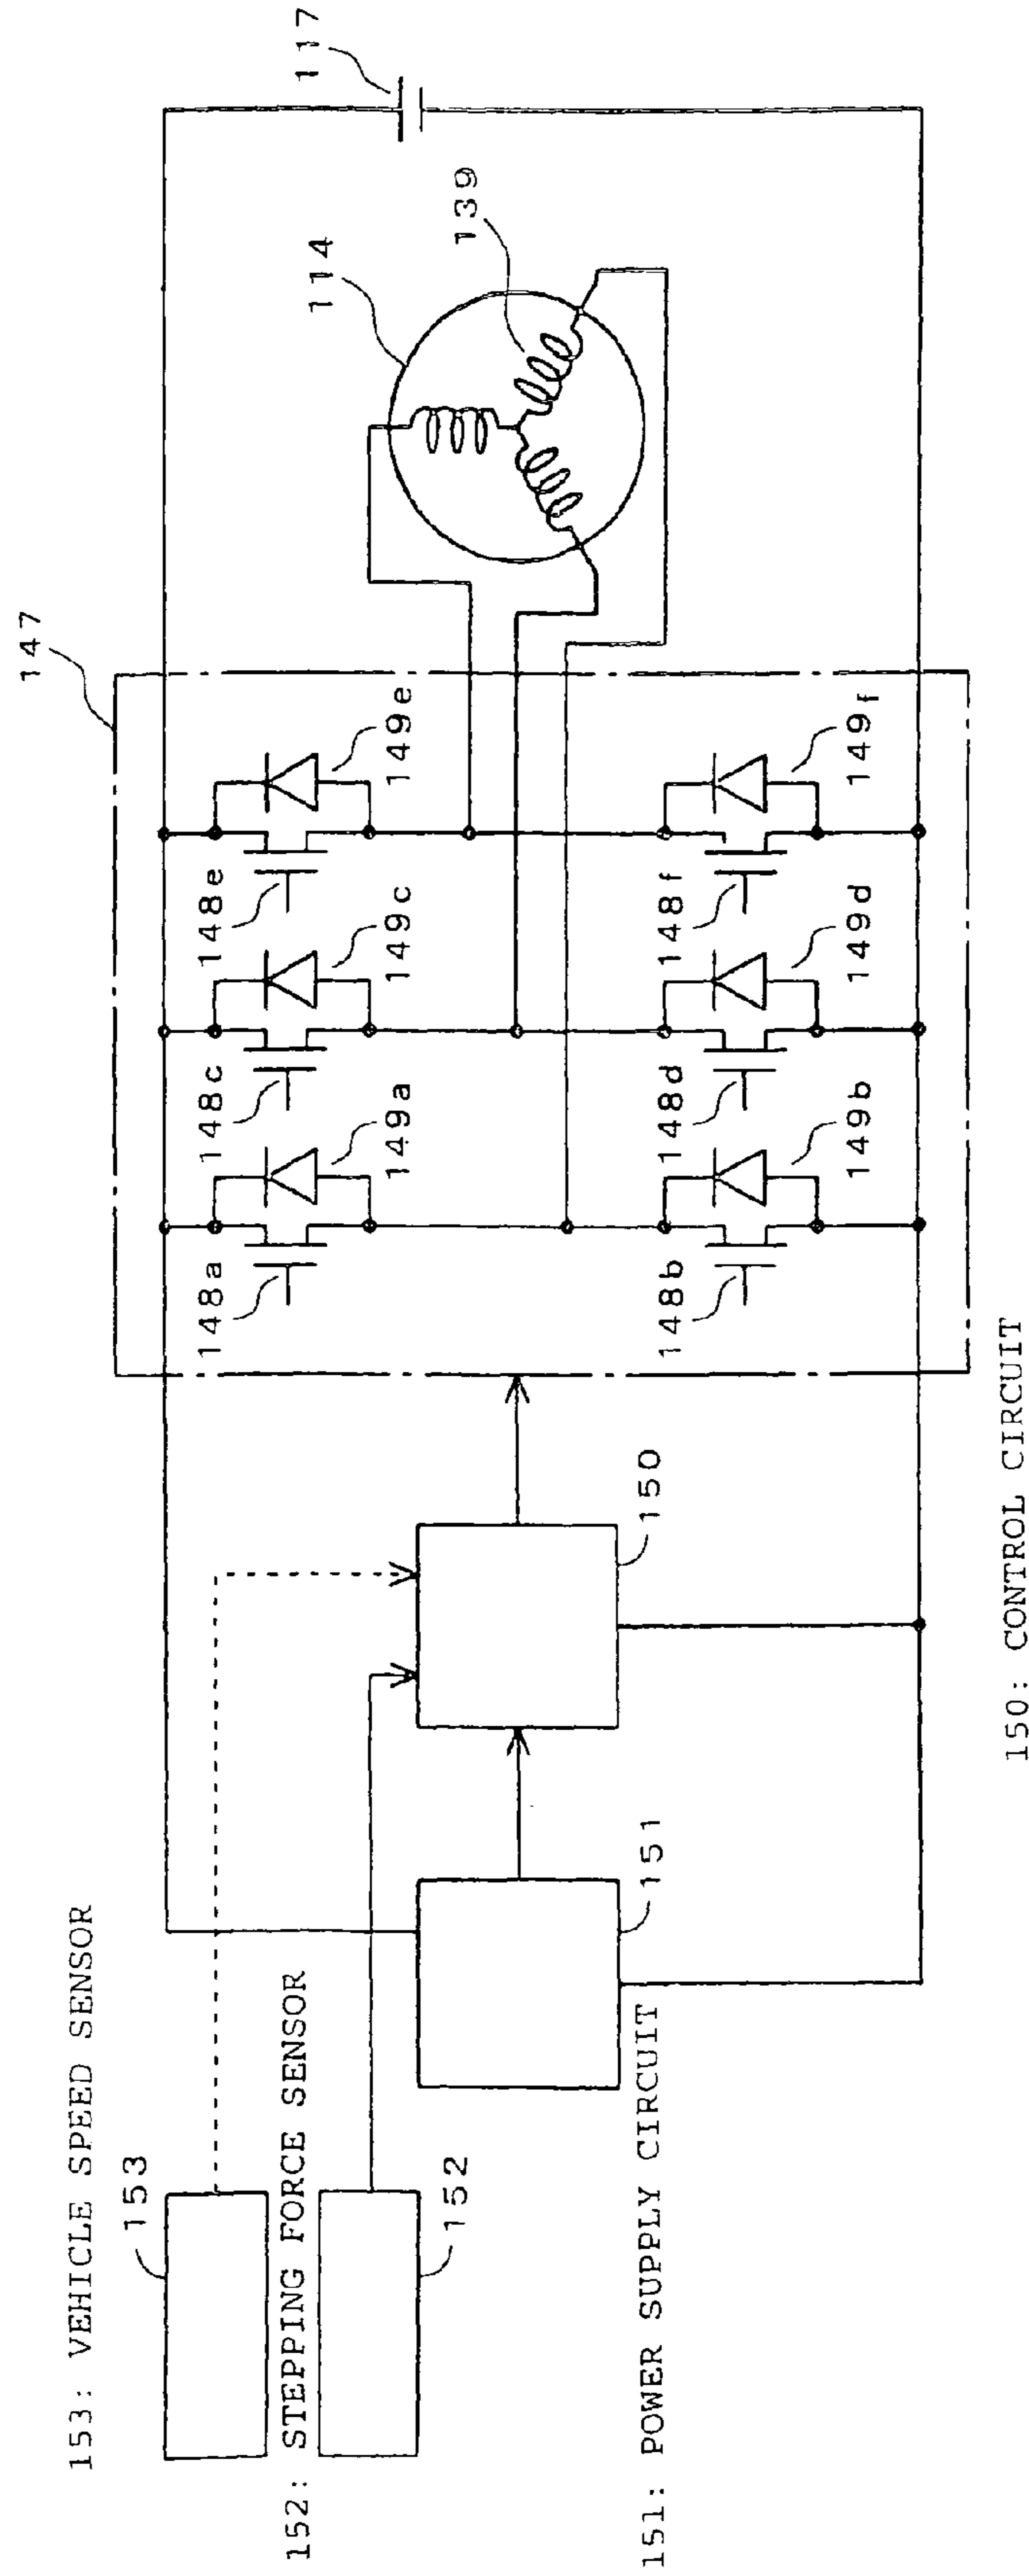 153: VEHICLE SPEED SENSOR
153
152: STEPPING FORCE SENSOR
152
151: POWER SUPPLY CIRCUIT
151
150
150: CONTROL CIRCUIT
147
148a
149a
148c
149c
148e
149e
148b
149b
148d
149d
148f
149f
114
139
117